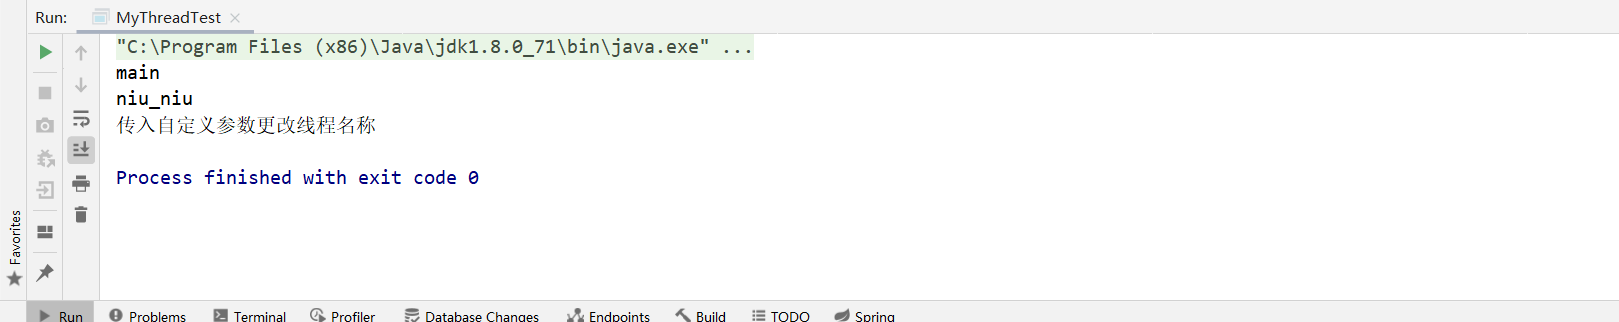 Run: MyThreadTest
"C:\Program Files (x86)\Java\jdk1.8.0_71\bin\java.exe" ...
main
niu_niu
传入自定义参数更改线程名称
Process finished with exit code 0
Favorites
Run Problems Terminal Profiler Database Changes Endpoints Build TODO Spring